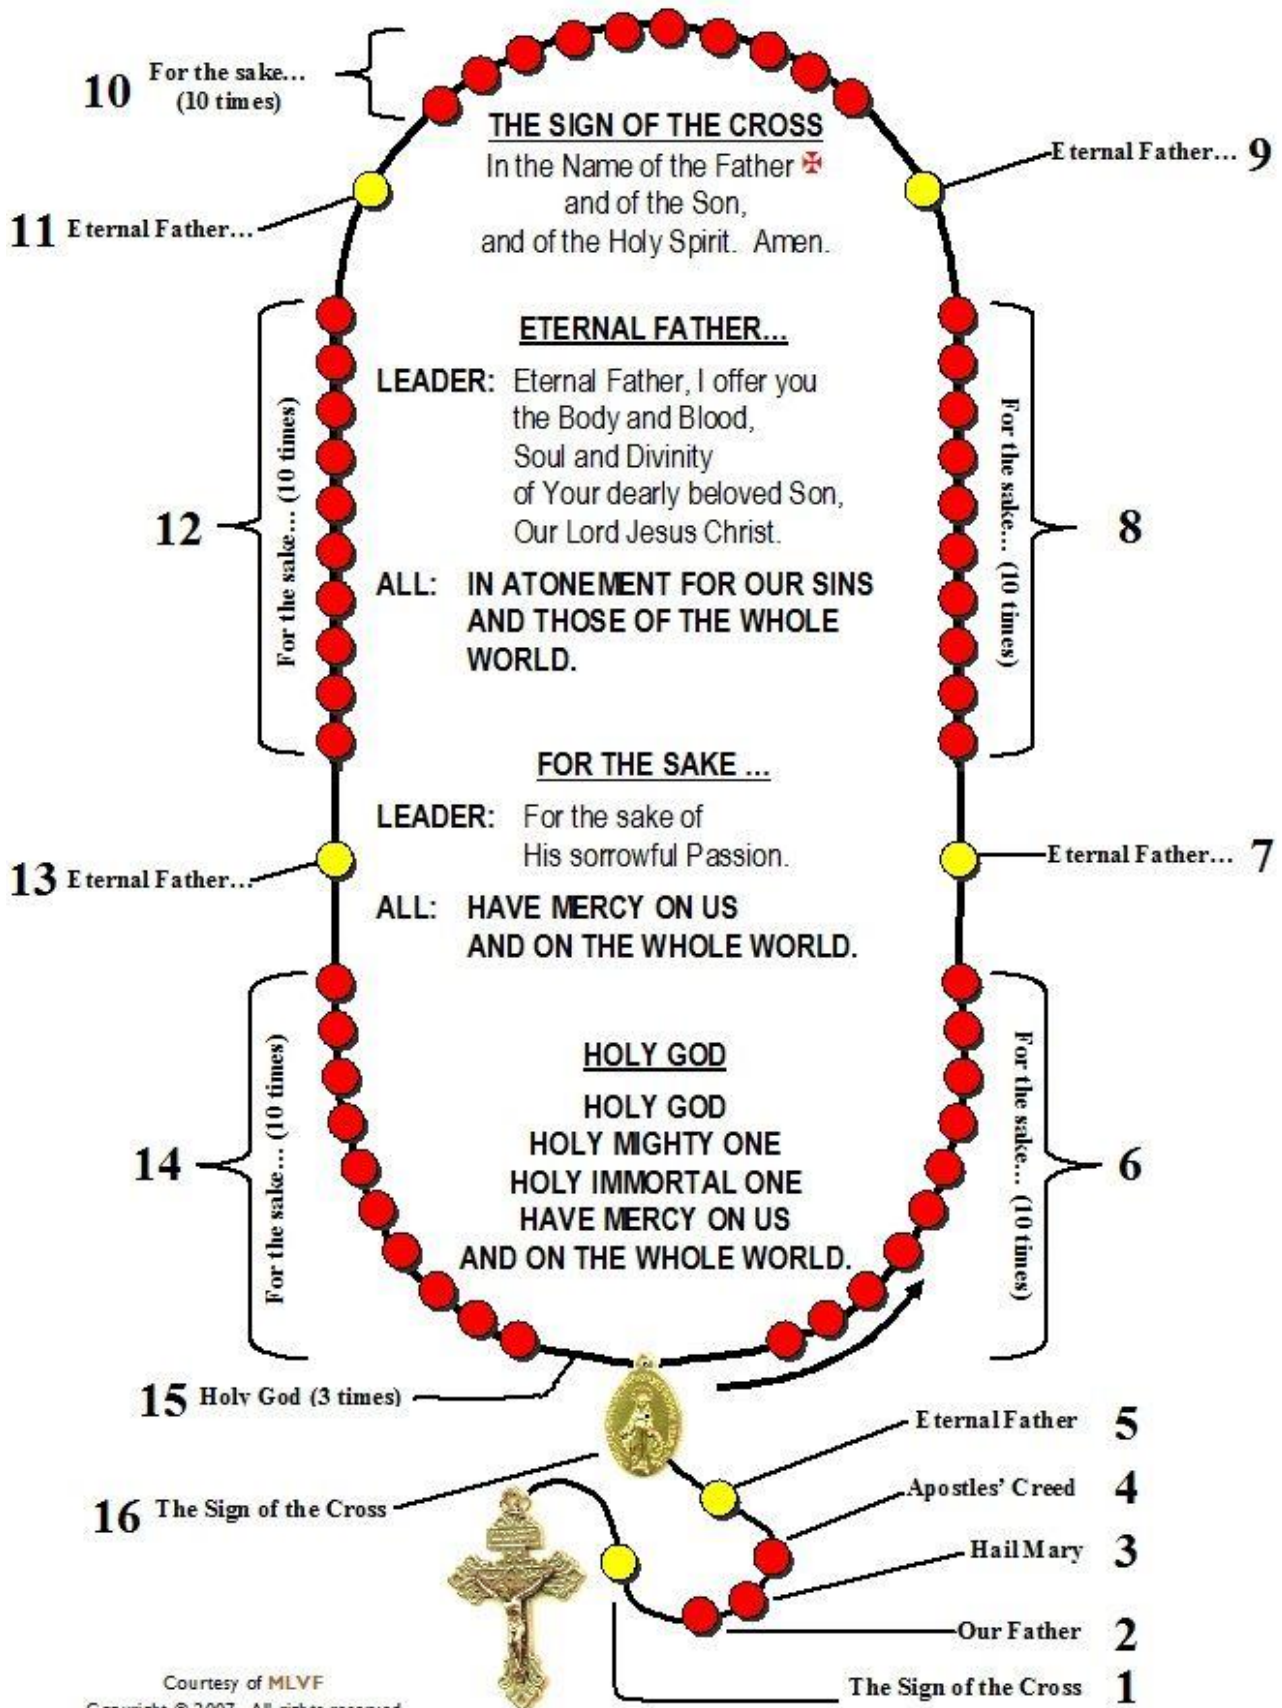 10 For the sake...
(10 times)
THE SIGN OF THE CROSS
In the Name of the Father ✠
and of the Son,
and of the Holy Spirit. Amen.
Eternal Father... 9
11 Eternal Father...
ETERNAL FATHER...
LEADER: Eternal Father, I offer you
the Body and Blood,
Soul and Divinity
of Your dearly beloved Son,
Our Lord Jesus Christ.
ALL: IN ATONEMENT FOR OUR SINS
AND THOSE OF THE WHOLE
WORLD.
12 For the sake... (10 times)
For the sake... (10 times) 8
FOR THE SAKE ...
LEADER: For the sake of
His sorrowful Passion.
ALL: HAVE MERCY ON US
AND ON THE WHOLE WORLD.
13 Eternal Father...
Eternal Father... 7
HOLY GOD
HOLY GOD
HOLY MIGHTY ONE
HOLY IMMORTAL ONE
HAVE MERCY ON US
AND ON THE WHOLE WORLD.
14 For the sake... (10 times)
For the sake... (10 times) 6
15 Holy God (3 times)
Eternal Father 5
Apostles' Creed 4
16 The Sign of the Cross
Hail Mary 3
Our Father 2
The Sign of the Cross 1
Courtesy of MLVF
Copyright © 2007 All rights reserved